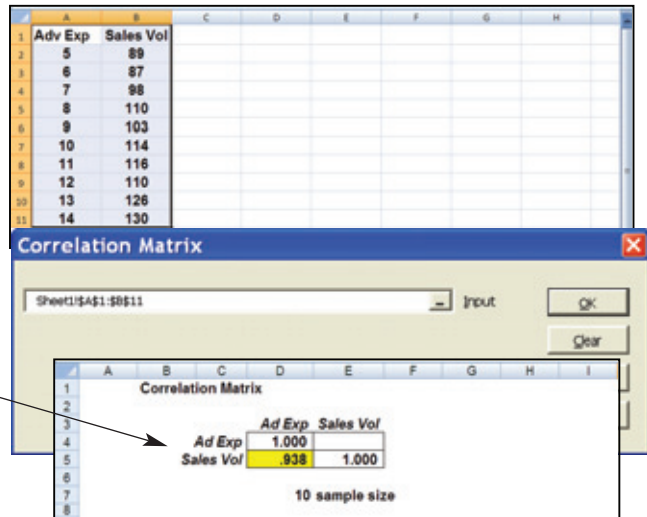 A B C D E F G H
1 Adv Exp Sales Vol
2 5 89
3 6 87
4 7 98
5 8 110
6 9 103
7 10 114
8 11 116
9 12 110
10 13 126
11 14 130
Correlation Matrix
Sheet1!$A$1:$B$11 Input OK
Clear
A B C D E F G H I
1 Correlation Matrix
2
3 Ad Exp Sales Vol
4 Ad Exp 1.000
5 Sales Vol .938 1.000
6
7 10 sample size
8